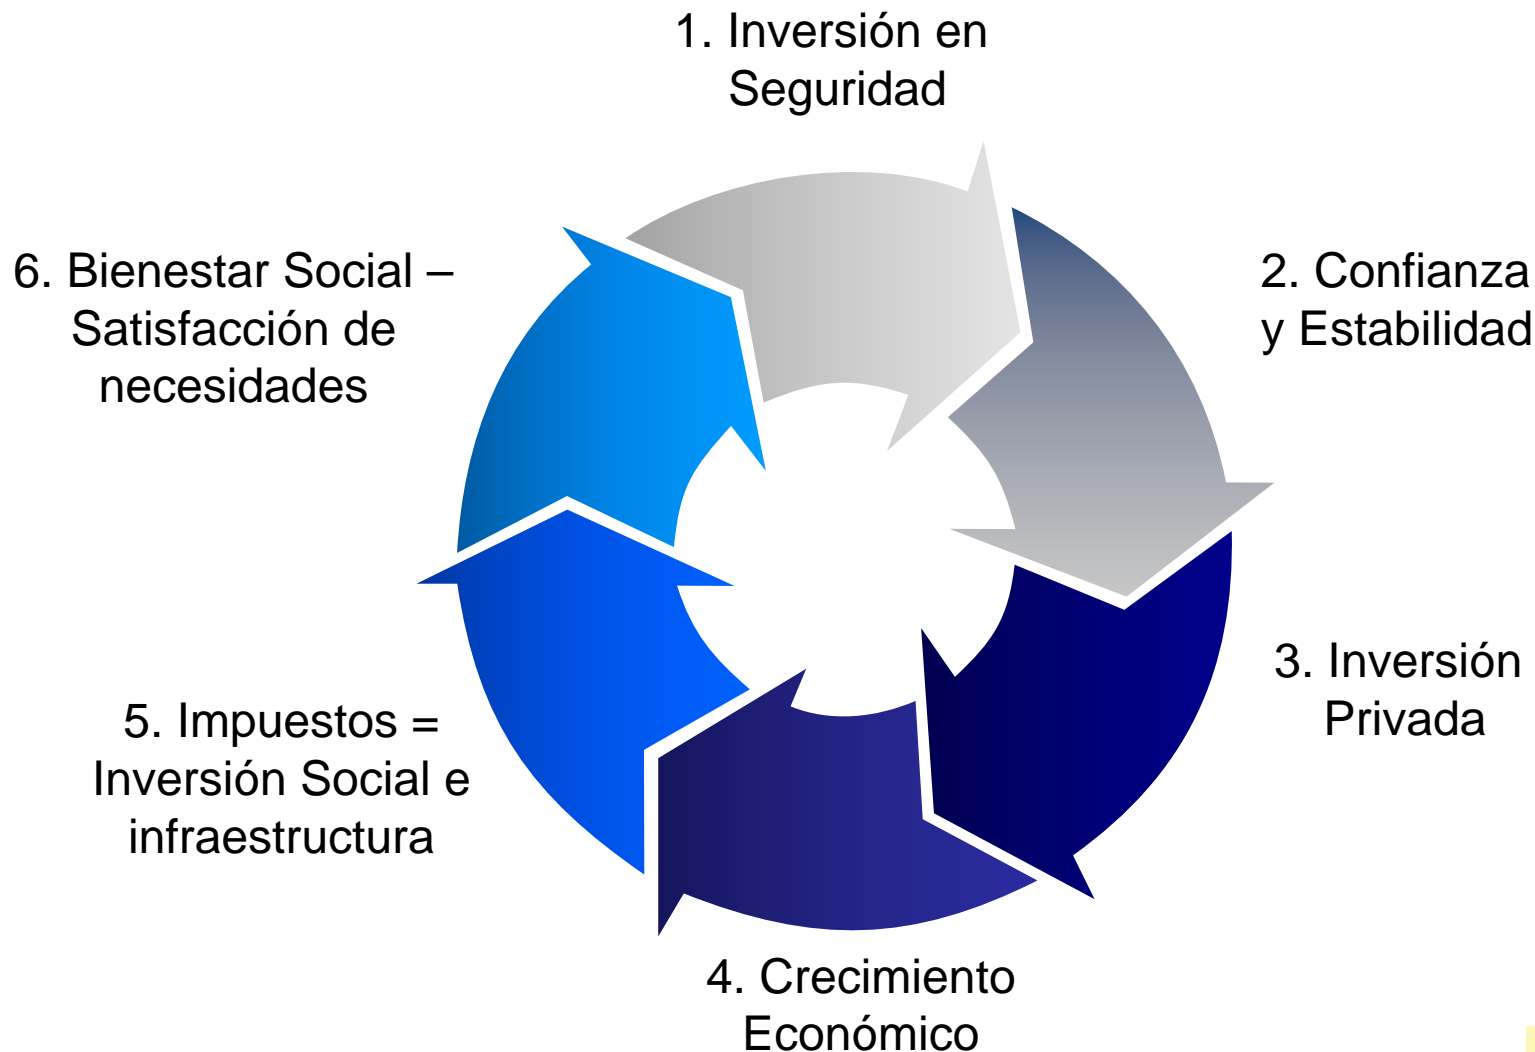 1. Inversión en
Seguridad
2. Confianza
y Estabilidad
3. Inversión
Privada
4. Crecimiento
Económico
5. Impuestos =
Inversión Social e
infraestructura
6. Bienestar Social –
Satisfacción de
necesidades